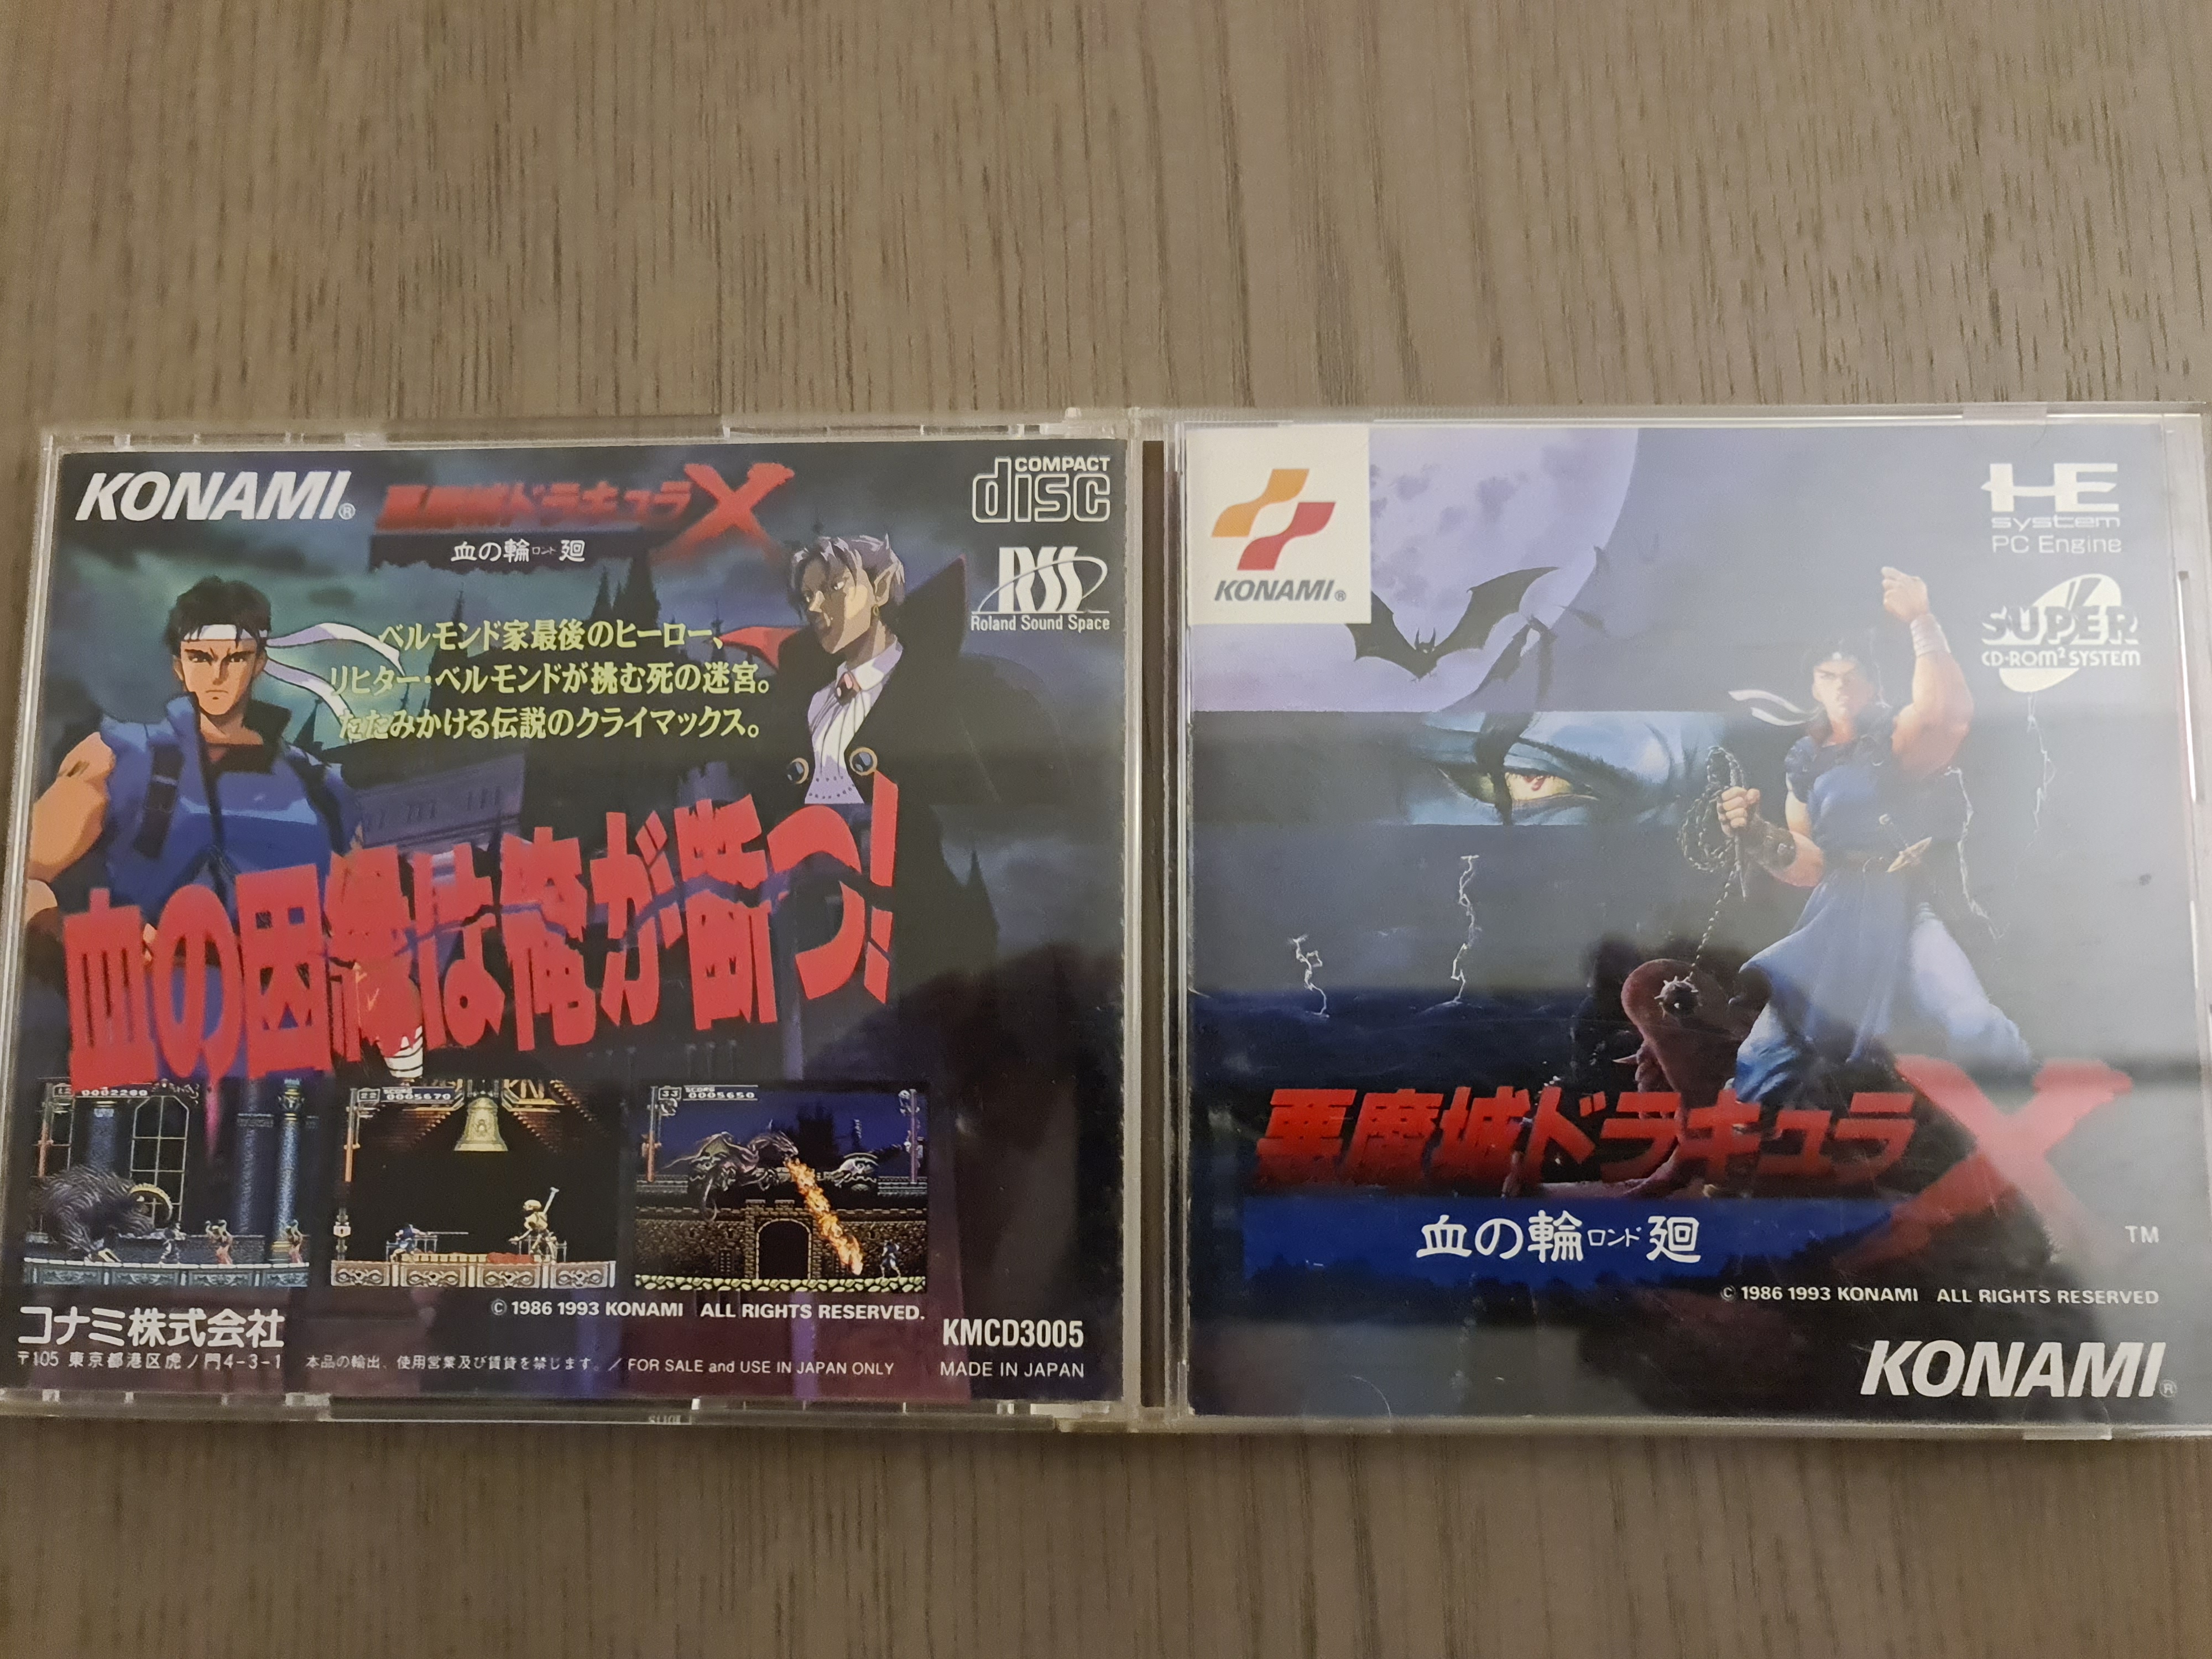 KONAMI®
悪魔城ドラキュラX
血の輪ロンド廻
COMPACT
disc
RSS
Roland Sound Space
ベルモンド家最後のヒーロー、
リヒター・ベルモンドが挑む死の迷宮。
たたみかける伝説のクライマックス。
血の因縁は俺が断つ!
12 0002200
22 SCORE 0005670
33 SCORE 0005650
© 1986 1993 KONAMI ALL RIGHTS RESERVED.
コナミ株式会社
〒105 東京都港区虎ノ門4-3-1
本品の輸出、使用営業及び賃貸を禁じます。/ FOR SALE and USE IN JAPAN ONLY
KMCD3005
MADE IN JAPAN
KONAMI®
HE
system
PC Engine
SUPER
CD-ROM² SYSTEM
悪魔城ドラキュラX
血の輪ロンド廻
TM
© 1986 1993 KONAMI ALL RIGHTS RESERVED
KONAMI®